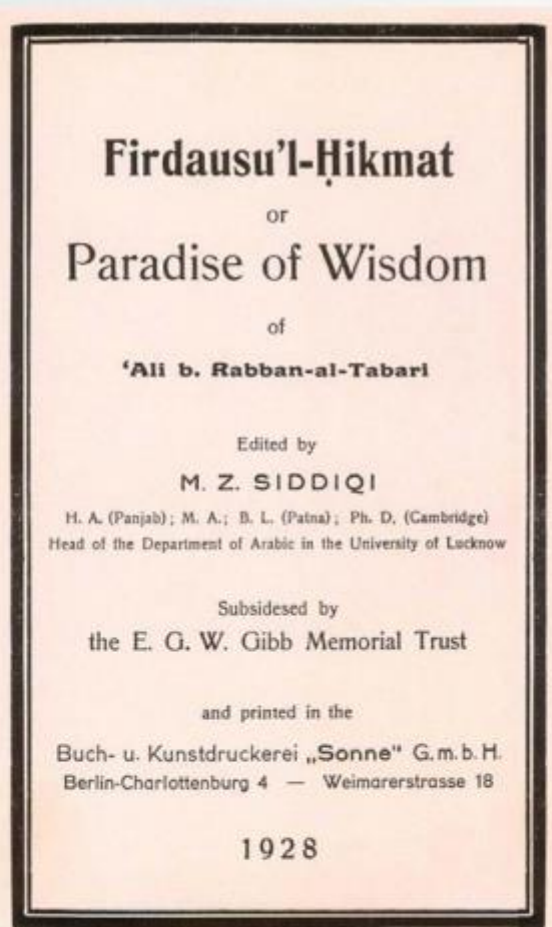 Firdausu'l-Ḥikmat
or
Paradise of Wisdom
of
‘Ali b. Rabban-al-Tabari
Edited by
M. Z. SIDDIQI
H. A. (Panjab); M. A.; B. L. (Patna); Ph. D, (Cambridge)
Head of the Department of Arabic in the University of Lucknow
Subsidesed by
the E. G. W. Gibb Memorial Trust
and printed in the
Buch- u. Kunstdruckerei „Sonne" G.m.b.H.
Berlin-Charlottenburg 4 — Weimarerstrasse 18
1928